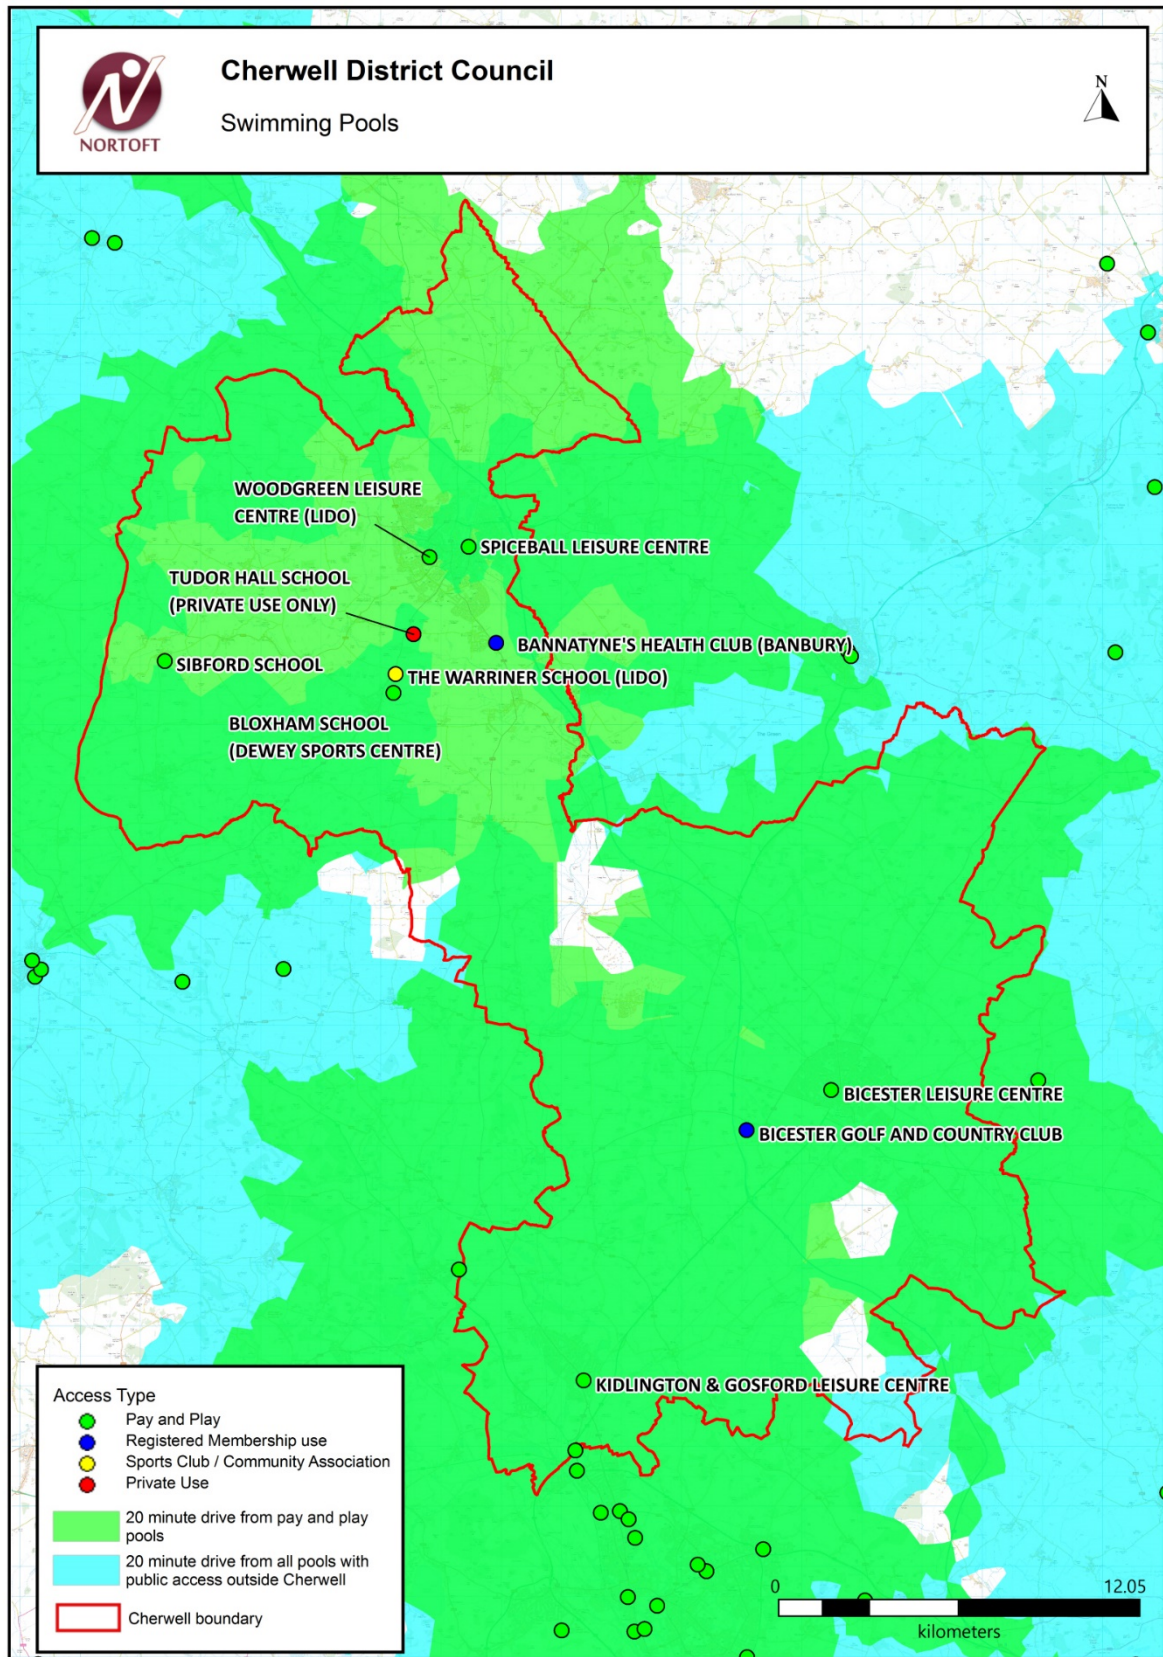 NORTOFT
Cherwell District Council
Swimming Pools
N
WOODGREEN LEISURE
CENTRE (LIDO)
SPICEBALL LEISURE CENTRE
TUDOR HALL SCHOOL
(PRIVATE USE ONLY)
BANNATYNE'S HEALTH CLUB (BANBURY)
SIBFORD SCHOOL
THE WARRINER SCHOOL (LIDO)
BLOXHAM SCHOOL
(DEWEY SPORTS CENTRE)
BICESTER LEISURE CENTRE
BICESTER GOLF AND COUNTRY CLUB
KIDLINGTON & GOSFORD LEISURE CENTRE
Access Type
Pay and Play
Registered Membership use
Sports Club / Community Association
Private Use
20 minute drive from pay and play
pools
20 minute drive from all pools with
public access outside Cherwell
Cherwell boundary
0 12.05
kilometers